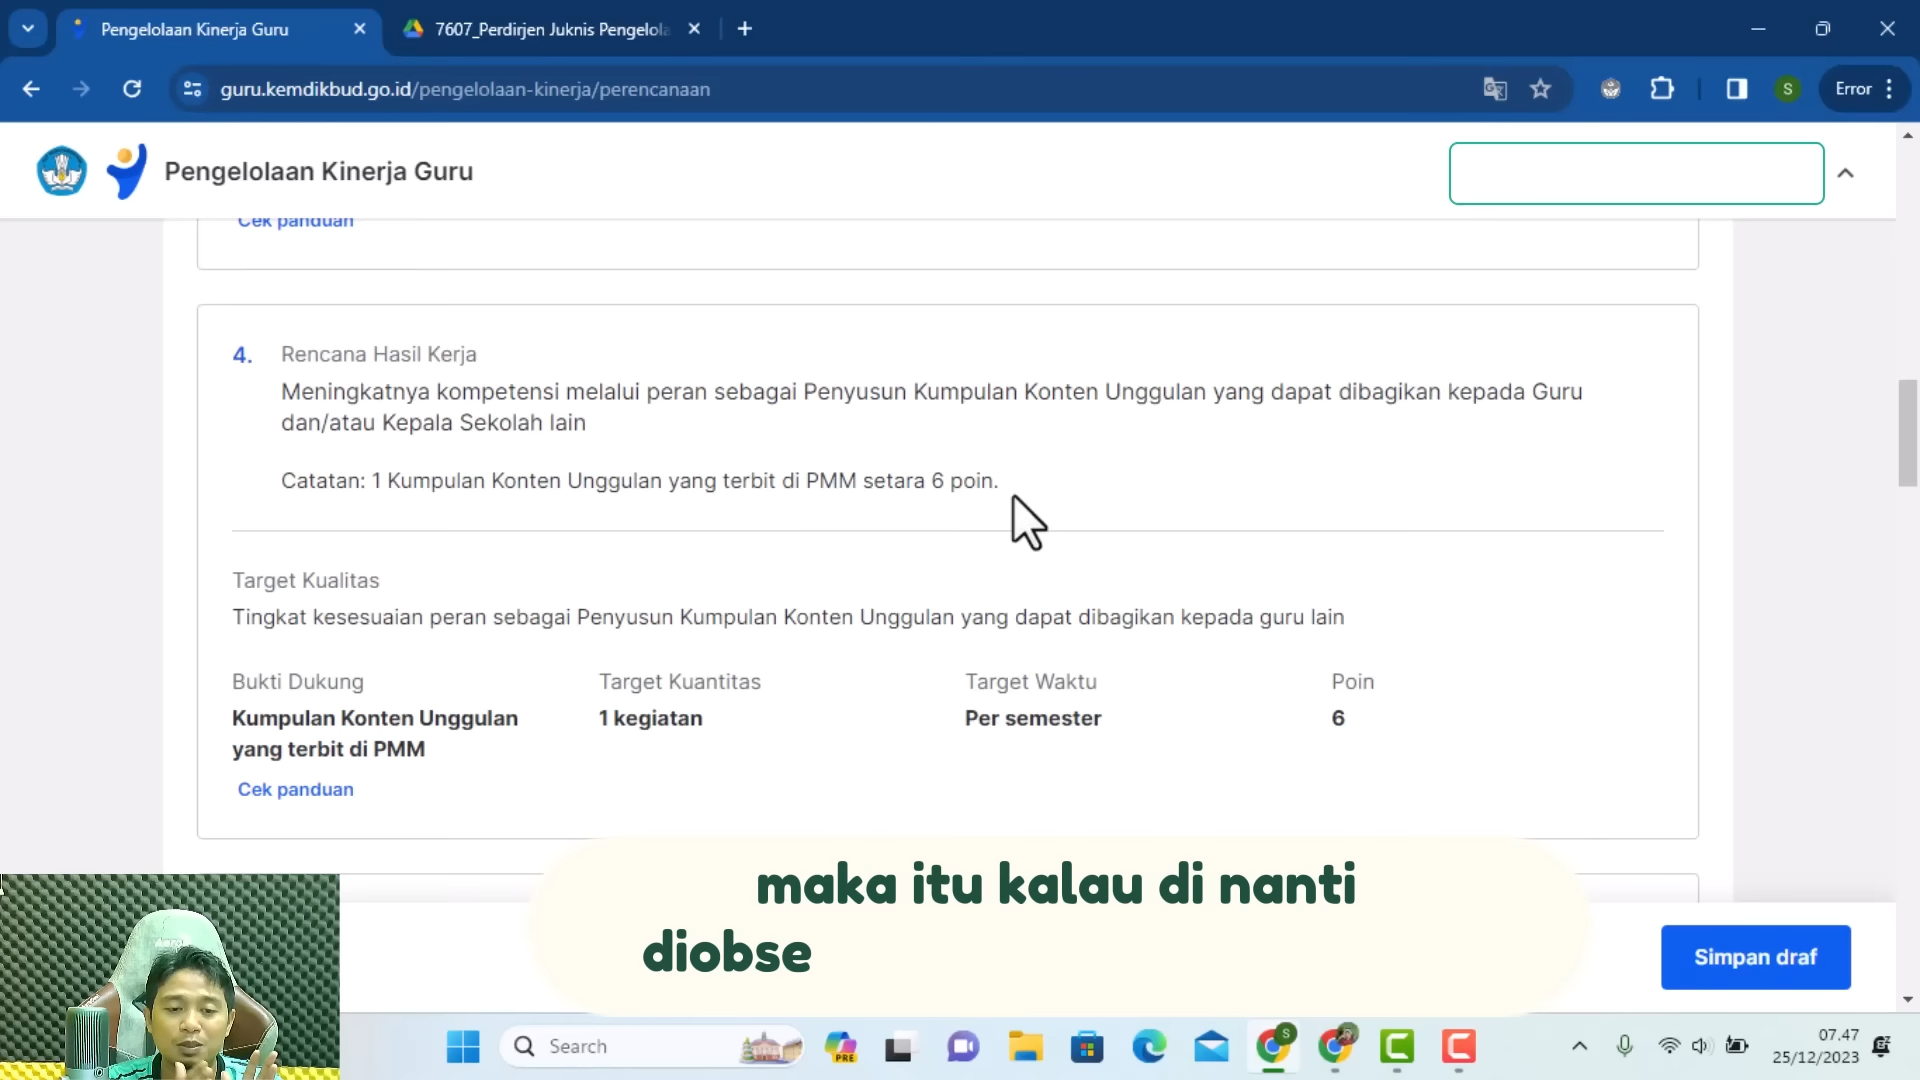 Pengelolaan Kinerja Guru
7607_Perdirjen Juknis Pengelola
guru.kemdikbud.go.id/pengelolaan-kinerja/perencanaan
S
Error
Pengelolaan Kinerja Guru
Cek panduan
4. Rencana Hasil Kerja
Meningkatnya kompetensi melalui peran sebagai Penyusun Kumpulan Konten Unggulan yang dapat dibagikan kepada Guru
dan/atau Kepala Sekolah lain
Catatan: 1 Kumpulan Konten Unggulan yang terbit di PMM setara 6 poin.
Target Kualitas
Tingkat kesesuaian peran sebagai Penyusun Kumpulan Konten Unggulan yang dapat dibagikan kepada guru lain
Bukti Dukung Target Kuantitas Target Waktu Poin
Kumpulan Konten Unggulan 1 kegiatan Per semester 6
yang terbit di PMM
Cek panduan
maka itu kalau di nanti
diobse
Simpan draf
Search
PRE
S
07.47
25/12/2023